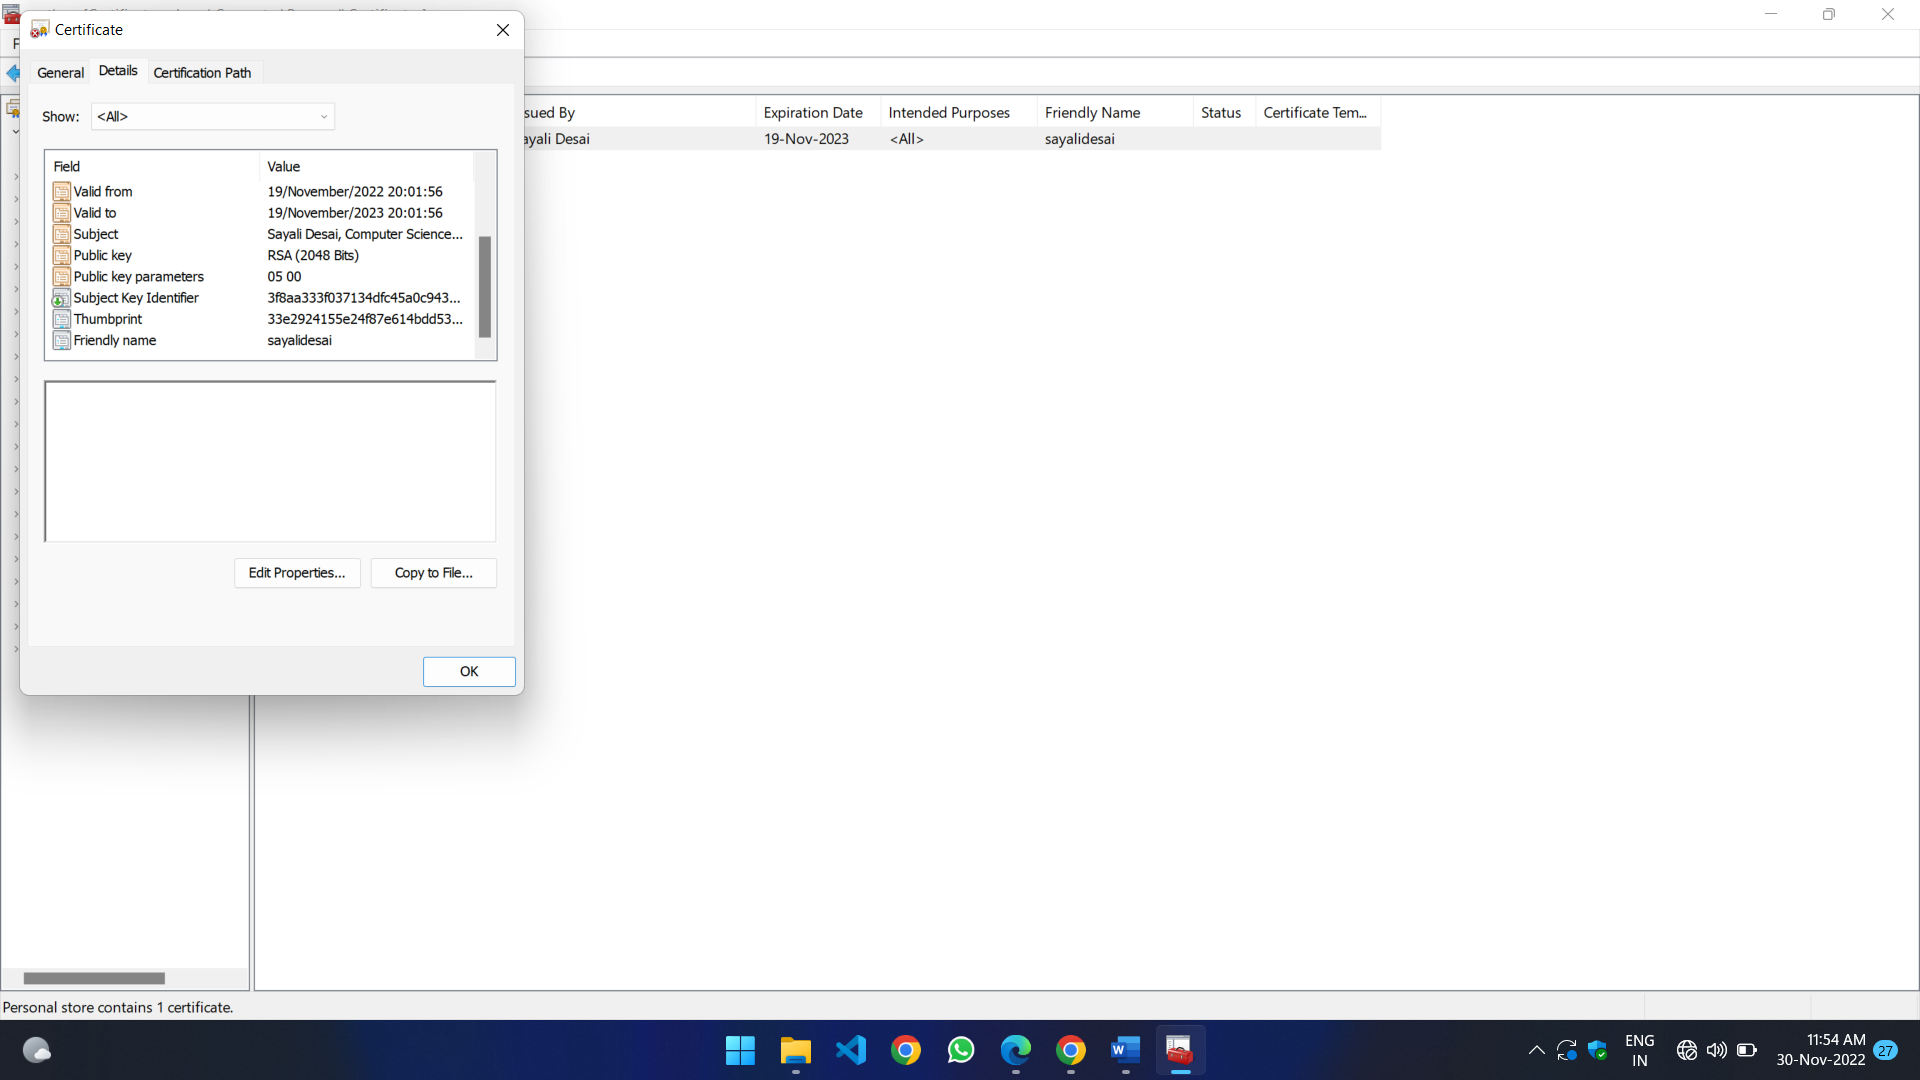 Certificate
General Details Certification Path
Show: <All>
Field Value
Valid from 19/November/2022 20:01:56
Valid to 19/November/2023 20:01:56
Subject Sayali Desai, Computer Science...
Public key RSA (2048 Bits)
Public key parameters 05 00
Subject Key Identifier 3f8aa333f037134dfc45a0c943...
Thumbprint 33e2924155e24f87e614bdd53...
Friendly name sayalidesai
Edit Properties... Copy to File...
OK
sued By Expiration Date Intended Purposes Friendly Name Status Certificate Tem...
ayali Desai 19-Nov-2023 <All> sayalidesai
Personal store contains 1 certificate.
ENG
IN
11:54 AM
30-Nov-2022
27